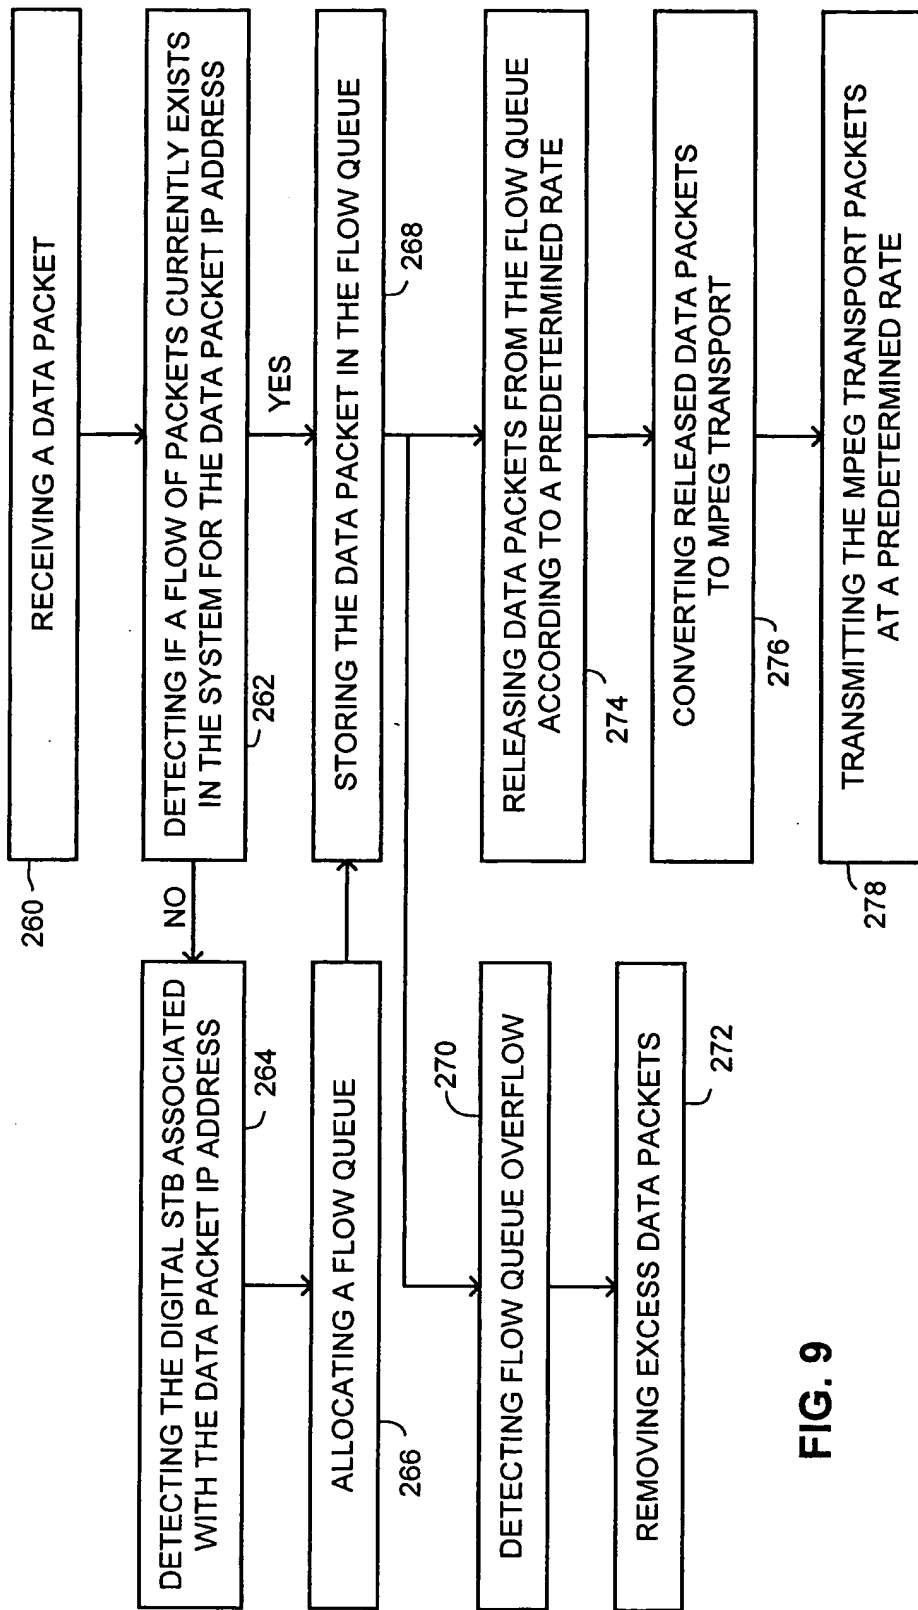 260
RECEIVING A DATA PACKET
DETECTING IF A FLOW OF PACKETS CURRENTLY EXISTS
IN THE SYSTEM FOR THE DATA PACKET IP ADDRESS
262
NO
YES
DETECTING THE DIGITAL STB ASSOCIATED
WITH THE DATA PACKET IP ADDRESS
264
ALLOCATING A FLOW QUEUE
266
STORING THE DATA PACKET IN THE FLOW QUEUE
268
270
DETECTING FLOW QUEUE OVERFLOW
REMOVING EXCESS DATA PACKETS
272
RELEASING DATA PACKETS FROM THE FLOW QUEUE
ACCORDING TO A PREDETERMINED RATE
274
CONVERTING RELEASED DATA PACKETS
TO MPEG TRANSPORT
276
TRANSMITTING THE MPEG TRANSPORT PACKETS
AT A PREDETERMINED RATE
278
FIG. 9